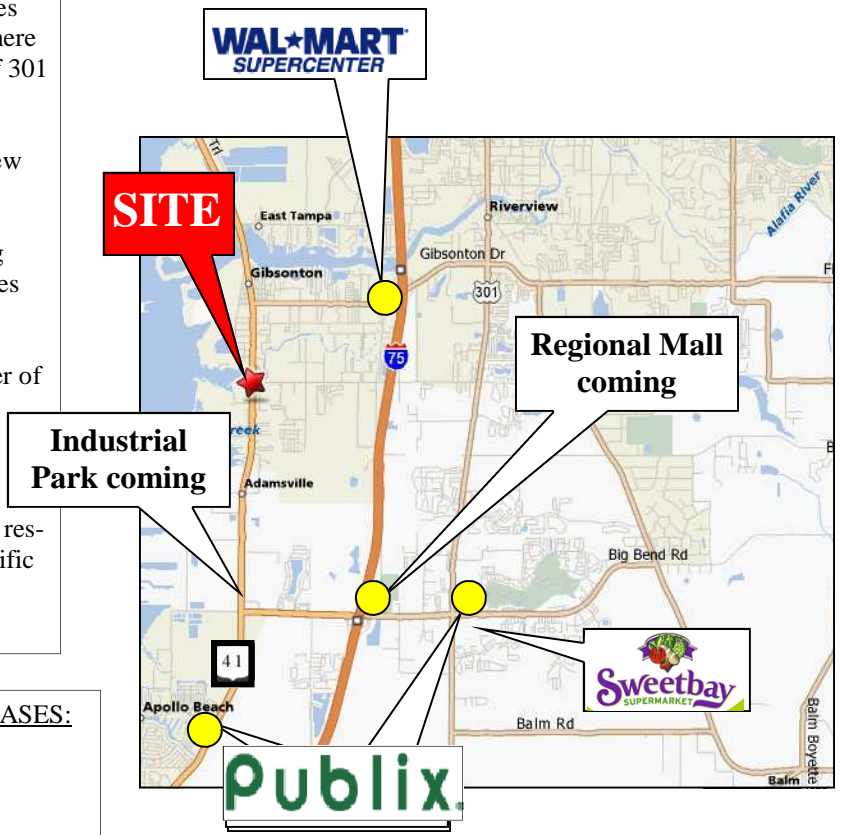 es
here
f 301
ew
g
es
er of
res-
ific
ASES:
WAL★MART
SUPERCENTER
Trl
SITE
East Tampa
Riverview
Alafia River
Gibsonton Dr
Gibsonton
301
75
Regional Mall
coming
Industrial
Park coming
reek
Adamsville
Big Bend Rd
41
Sweetbay
SUPERMARKET
Apollo Beach
Balm Rd
Balm Boyette
Balm
Publix.